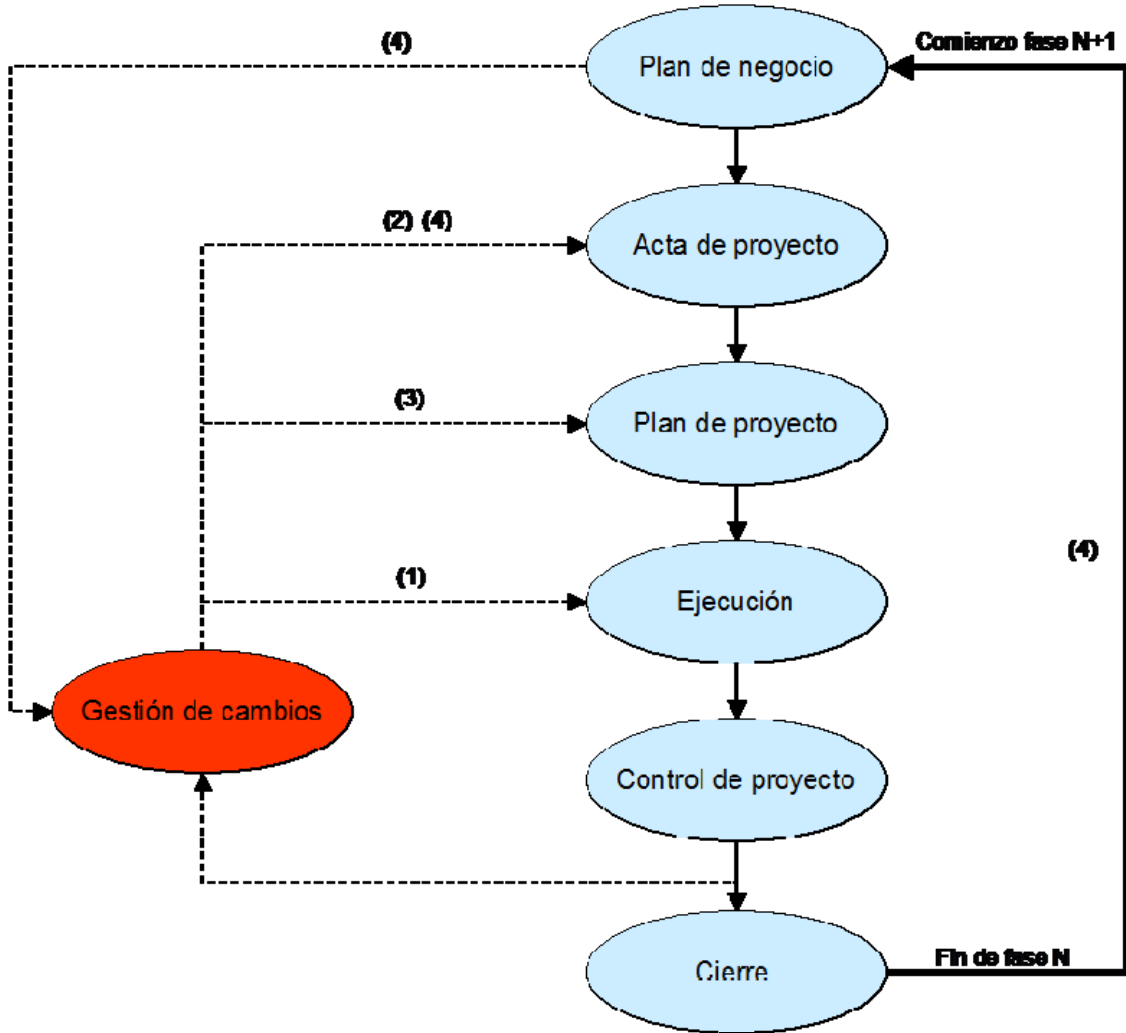 (4)
Comienzo fase N+1
Plan de negocio
(2) (4)
Acta de proyecto
(3)
Plan de proyecto
(4)
(1)
Ejecución
Gestión de cambios
Control de proyecto
Fin de fase N
Cierre